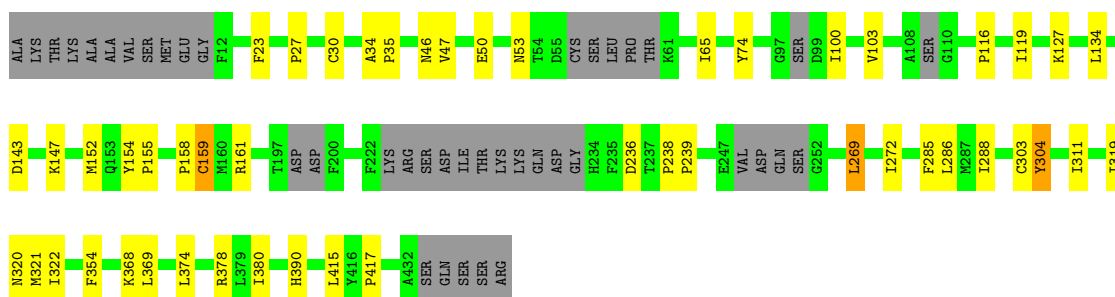 ALA LYS THR LYS ALA ALA VAL SER MET GLU GLY F12 F23 P27 C30 A34 P35 N46 V47 E50 N53 T54 D55 CYS SER LEU PRO THR K61 I65 Y74 G97 SER D99 I100 V103 A108 SER G110 P116 I119 K127 L134
D143 K147 M152 Q153 Y154 P155 P158 C159 M160 R161 T197 ASP ASP F200 F222 LYS ARG SER ASP ILE THR LYS LYS GLN ASP GLY H234 F235 D236 T237 P238 P239 E247 VAL ASP GLN SER G252 L269 I272 F285 L286 M287 I288 C303 Y304 I311
N320 M321 I322 F354 K368 L369 L374 R378 L379 I380 H390 L415 Y416 P417 A432 SER GLN SER SER ARG